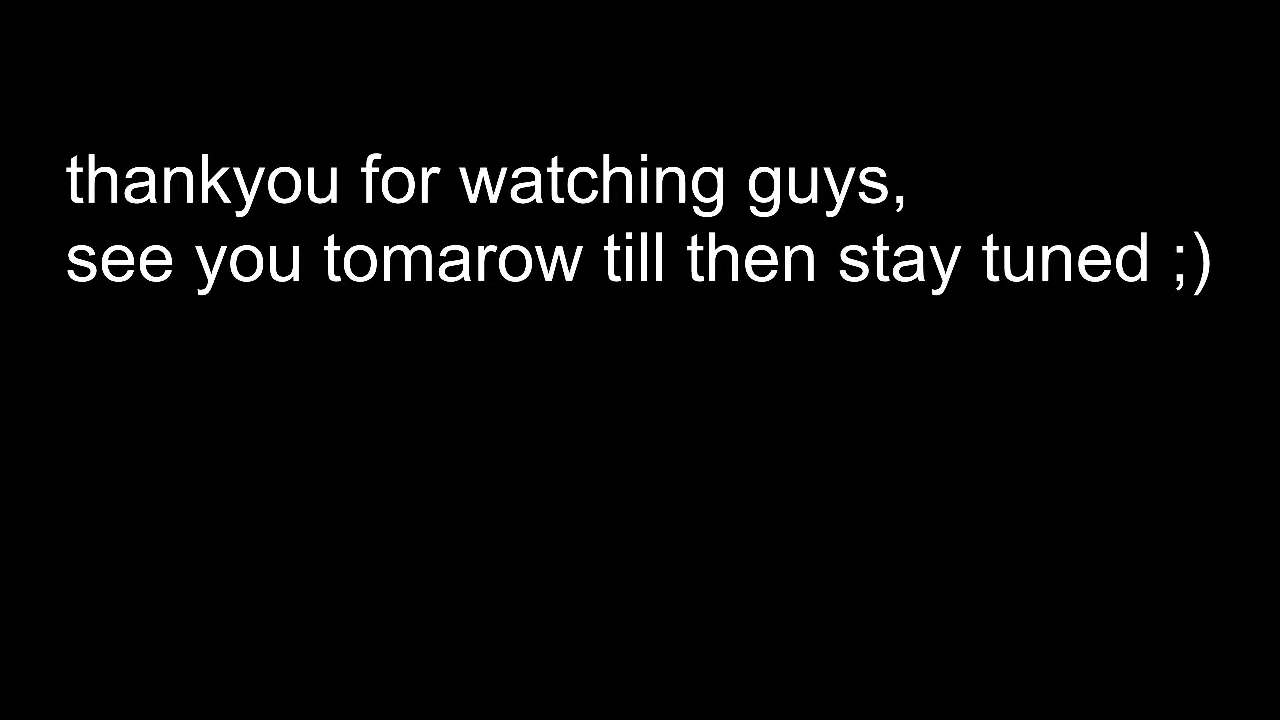 thankyou for watching guys,
see you tomarow till then stay tuned ;)